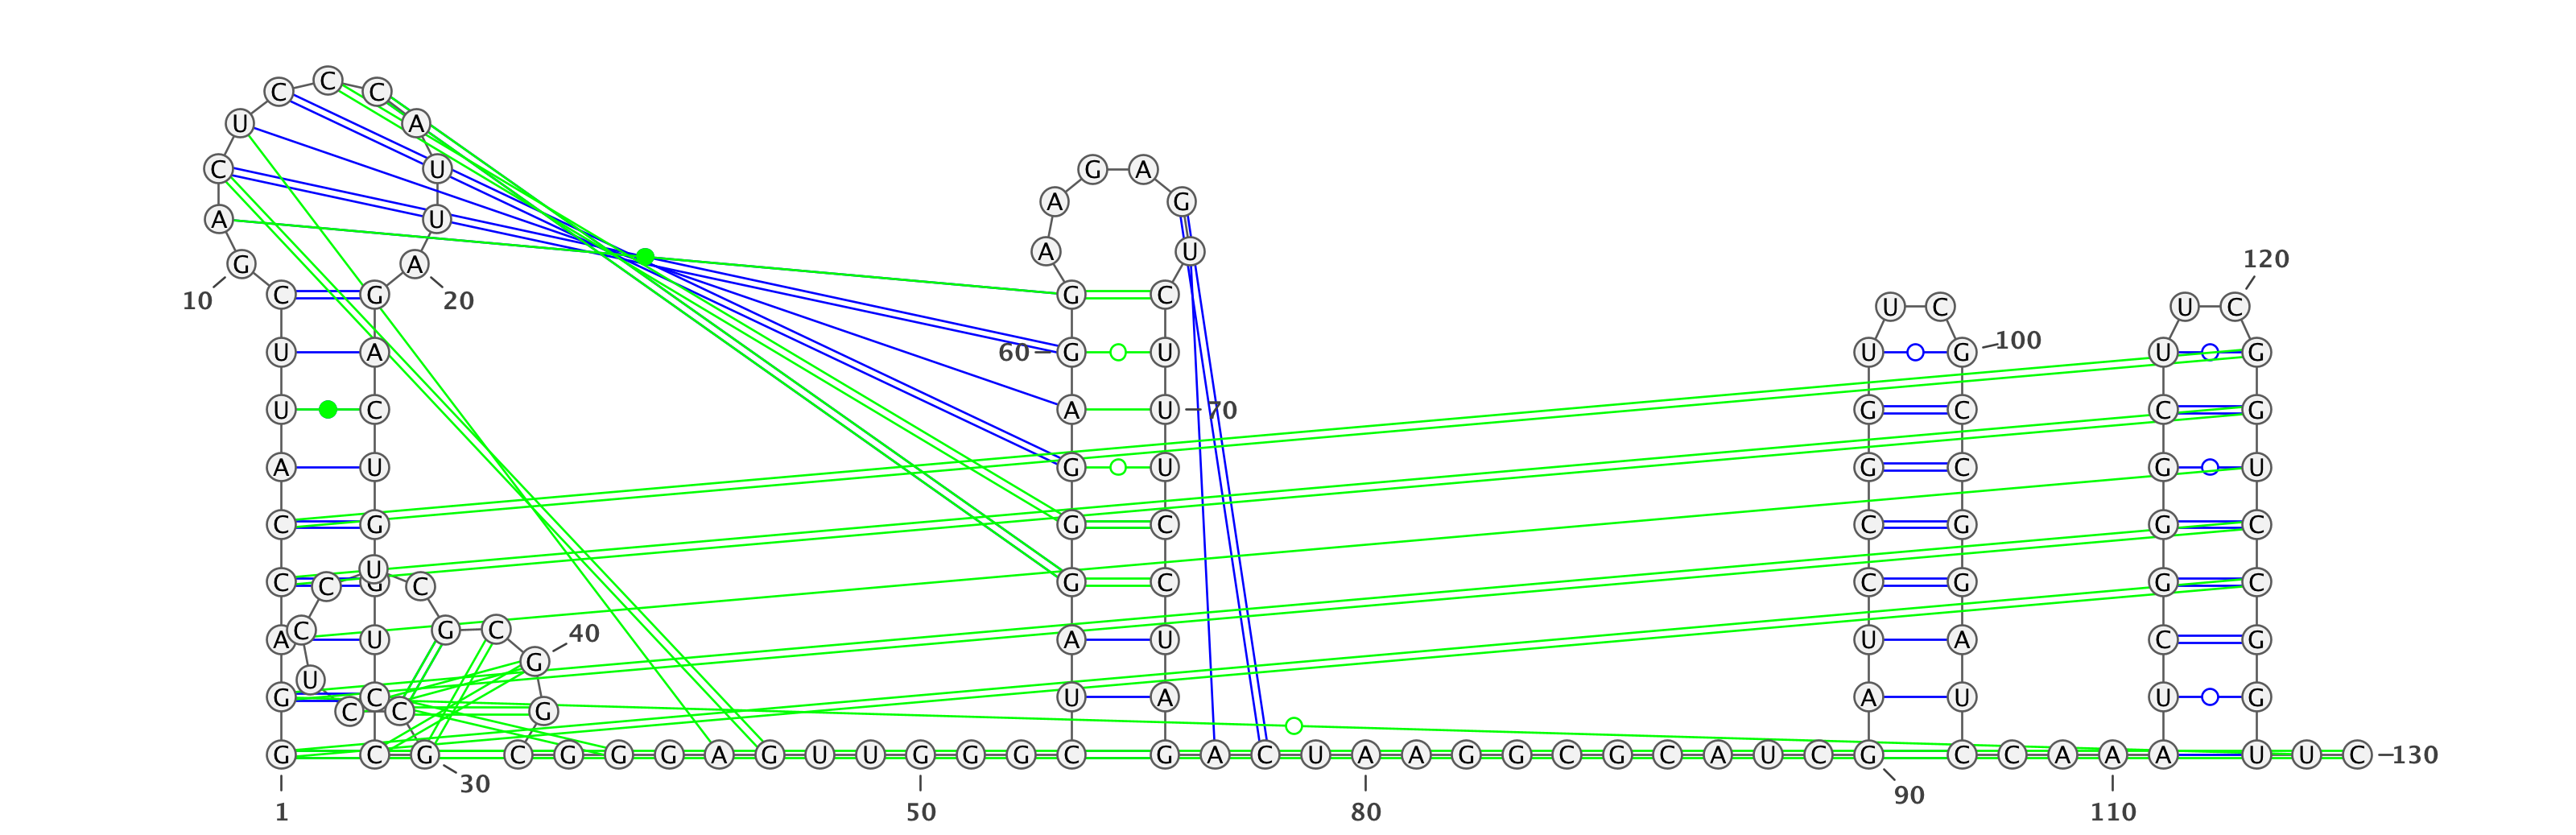 C
C C
U A
C U G A
A G
A U
A U
G A 120
10 C G 20 G C U C U C
U A 60 G U U G 100 U G
U C A U 70 G C C G
A U G U G C G U
C G G C C G G C
U
C C G C G C C G G C
A C U G C 40 A U U A C G
G
U
G C U A A U U G
C C G
G C G C G G G A G U U G G G C G A C U A A G G C G C A U C G C C A A A U U C 130
30 90
1 50 80 110